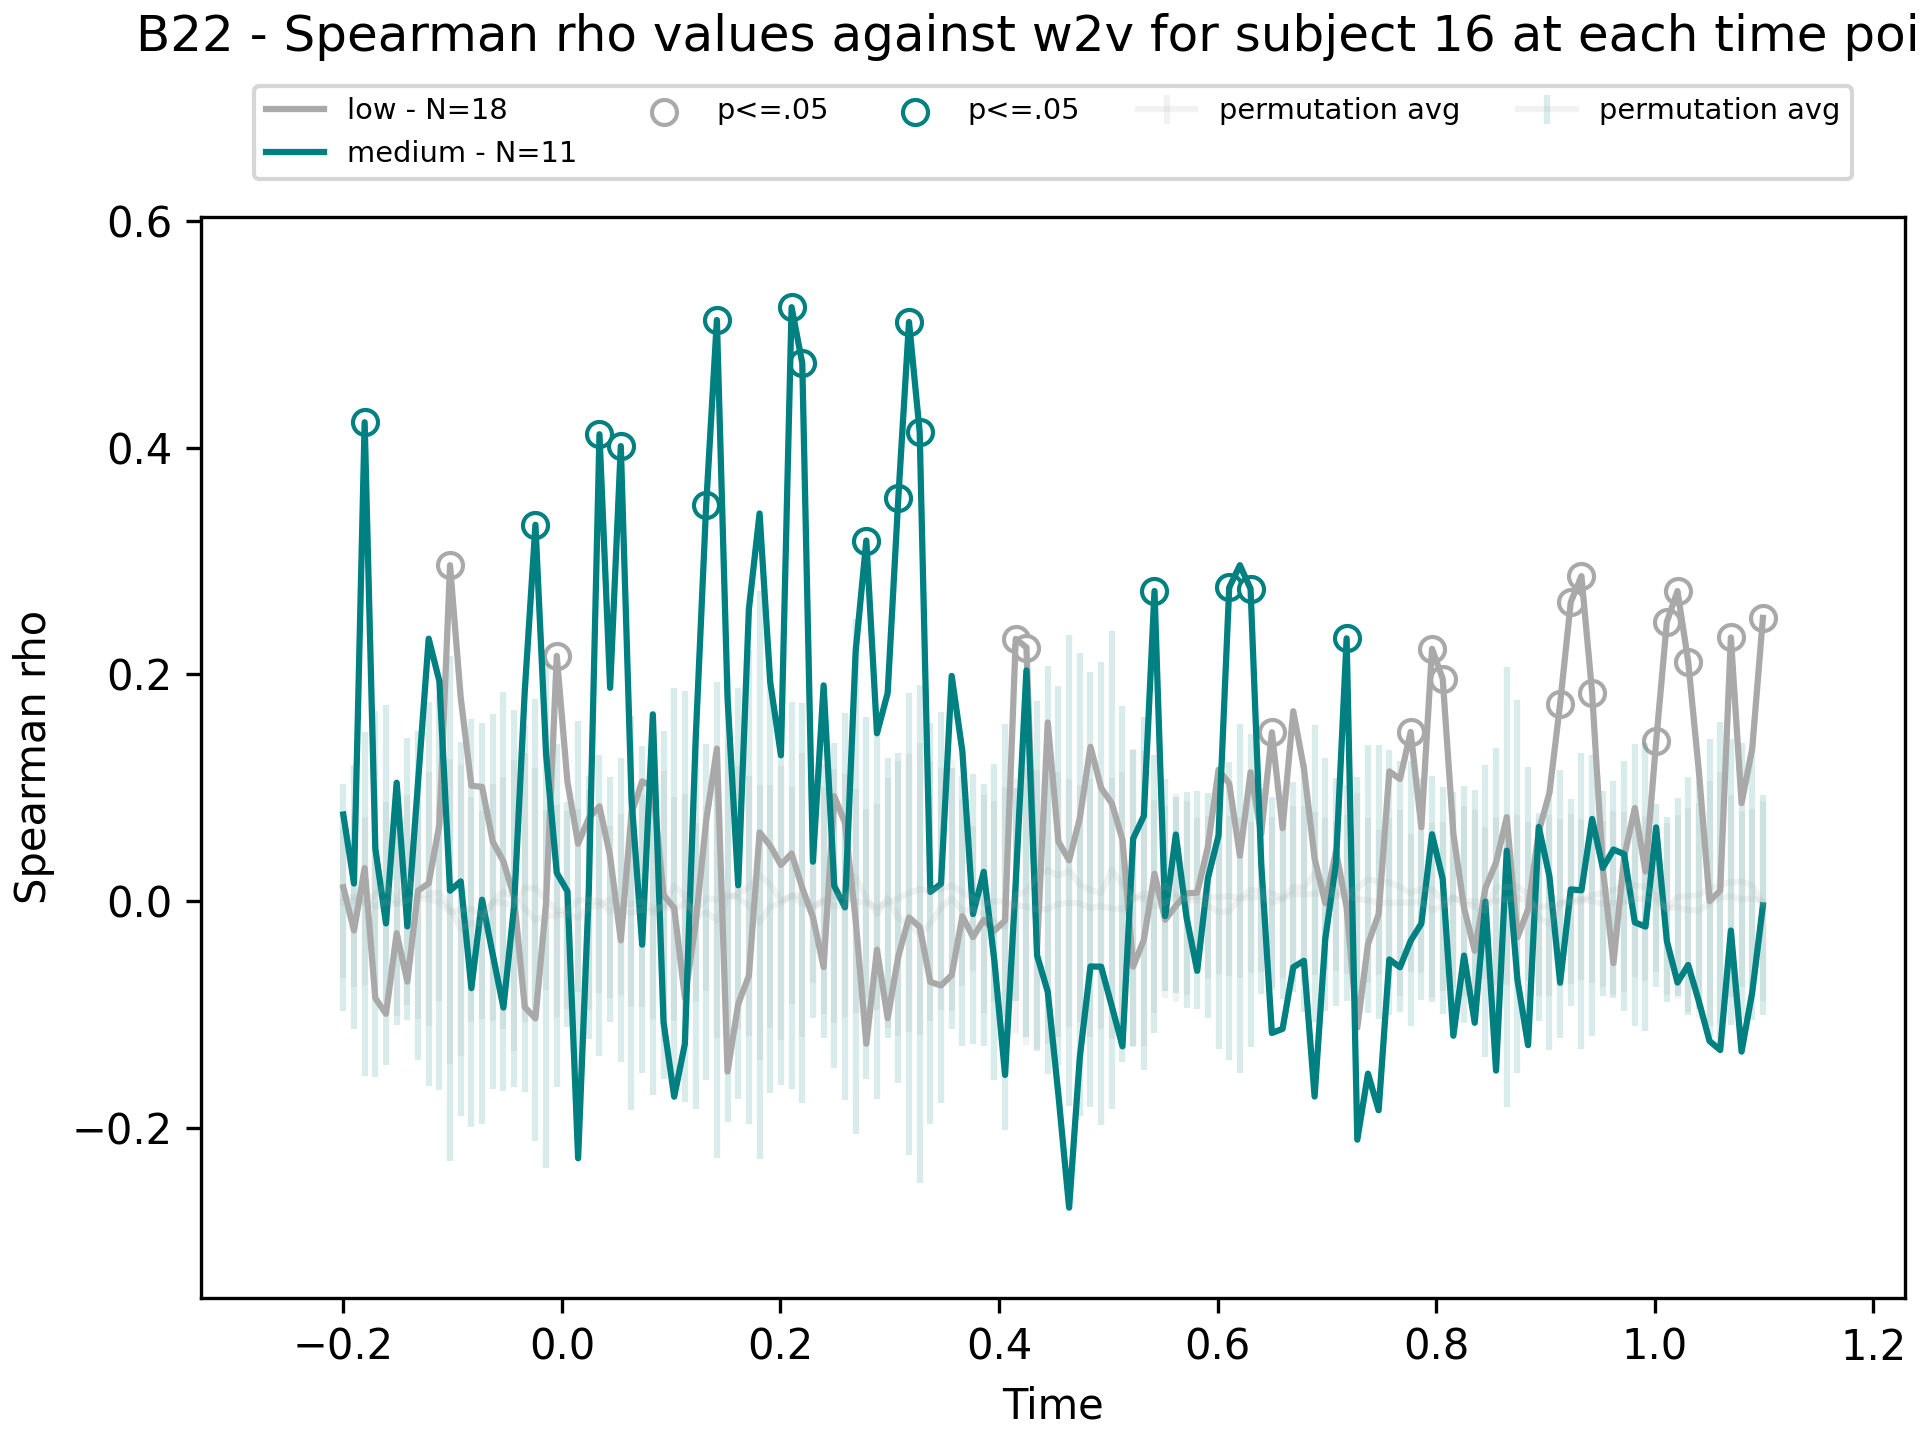 B22 - Spearman rho values against w2v for subject 16 at each time poi
low - N=18
medium - N=11
p<=.05
p<=.05
permutation avg
permutation avg
0.6
0.4
0.2
0.0
−0.2
Spearman rho
−0.2 0.0 0.2 0.4 0.6 0.8 1.0 1.2
Time